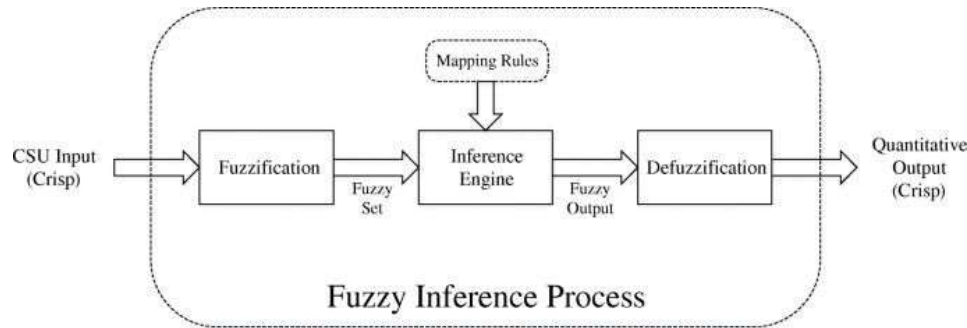 Mapping Rules
CSU Input
(Crisp)
Fuzzification
Fuzzy
Set
Inference
Engine
Fuzzy
Output
Defuzzification
Quantitative
Output
(Crisp)
Fuzzy Inference Process